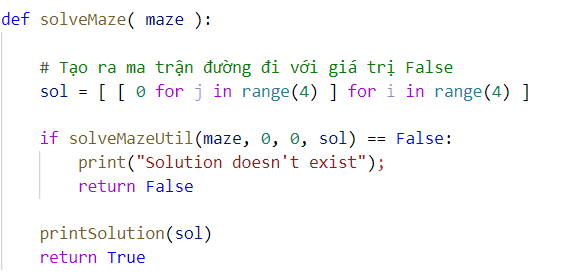 def solveMaze( maze ):
# Tạo ra ma trận đường đi với giá trị False
sol = [ [ 0 for j in range(4) ] for i in range(4) ]
if solveMazeUtil(maze, 0, 0, sol) == False:
print("Solution doesn't exist");
return False
printSolution(sol)
return True